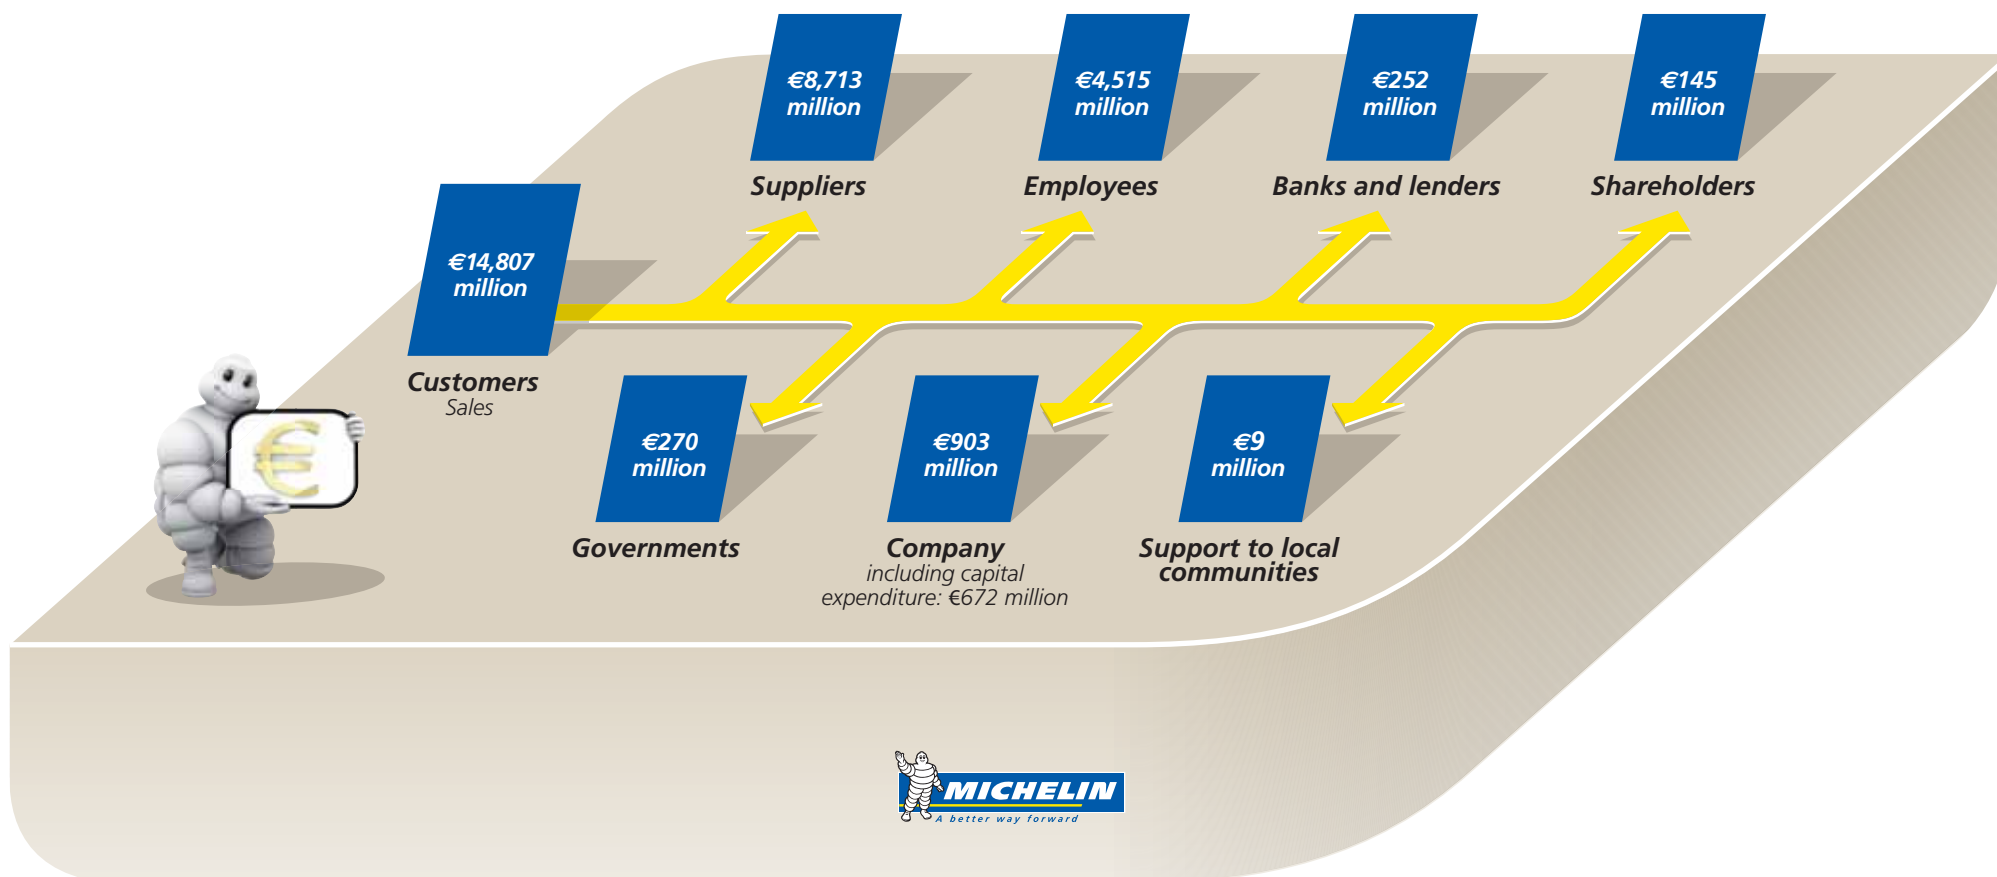 €8,713
million
Suppliers
€4,515
million
Employees
€252
million
Banks and lenders
€145
million
Shareholders
€14,807
million
Customers
Sales
€
€270
million
Governments
€903
million
Company
including capital
expenditure: €672 million
€9
million
Support to local
communities
MICHELIN
A better way forward